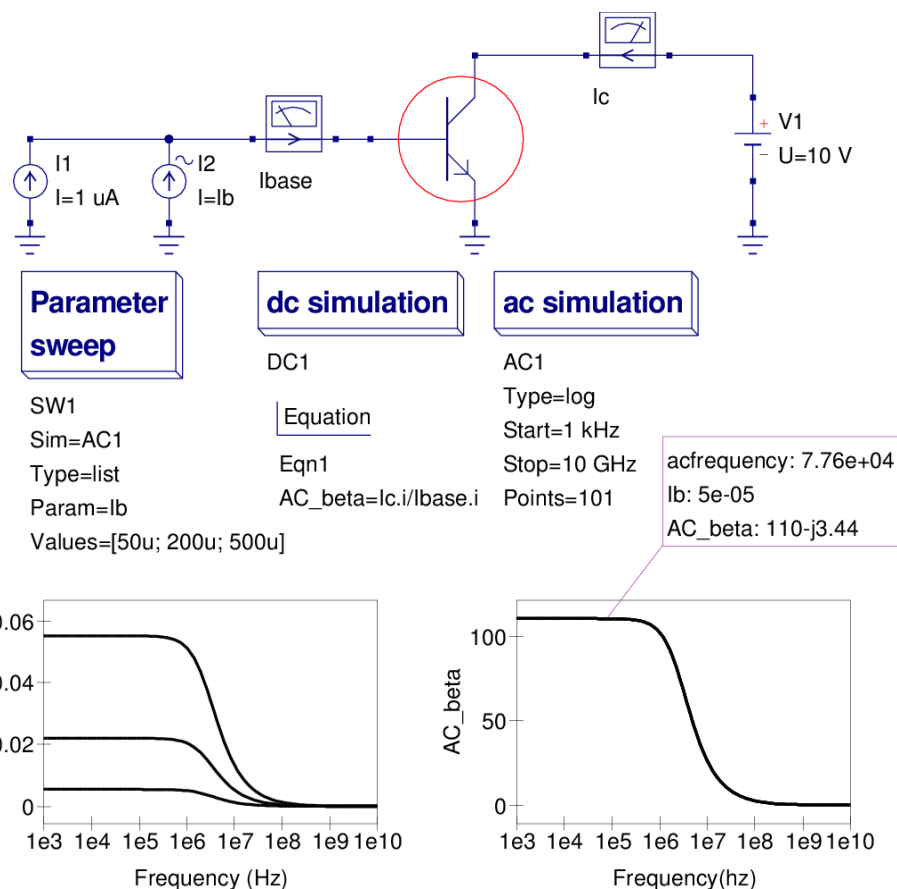 Ic
+
V1
− U=10 V
I1
I=1 uA
~ I2
I=Ib
Ibase
Parameter
sweep
dc simulation
ac simulation
SW1
Sim=AC1
Type=list
Param=Ib
Values=[50u; 200u; 500u]
DC1
Equation
Eqn1
AC_beta=Ic.i/Ibase.i
AC1
Type=log
Start=1 kHz
Stop=10 GHz
Points=101
acfrequency: 7.76e+04
Ib: 5e-05
AC_beta: 110-j3.44
0.06
0.04
0.02
0
1e3 1e4 1e5 1e6 1e7 1e8 1e9 1e10
Frequency (Hz)
AC_beta
100
50
0
1e3 1e4 1e5 1e6 1e7 1e8 1e9 1e10
Frequency(hz)